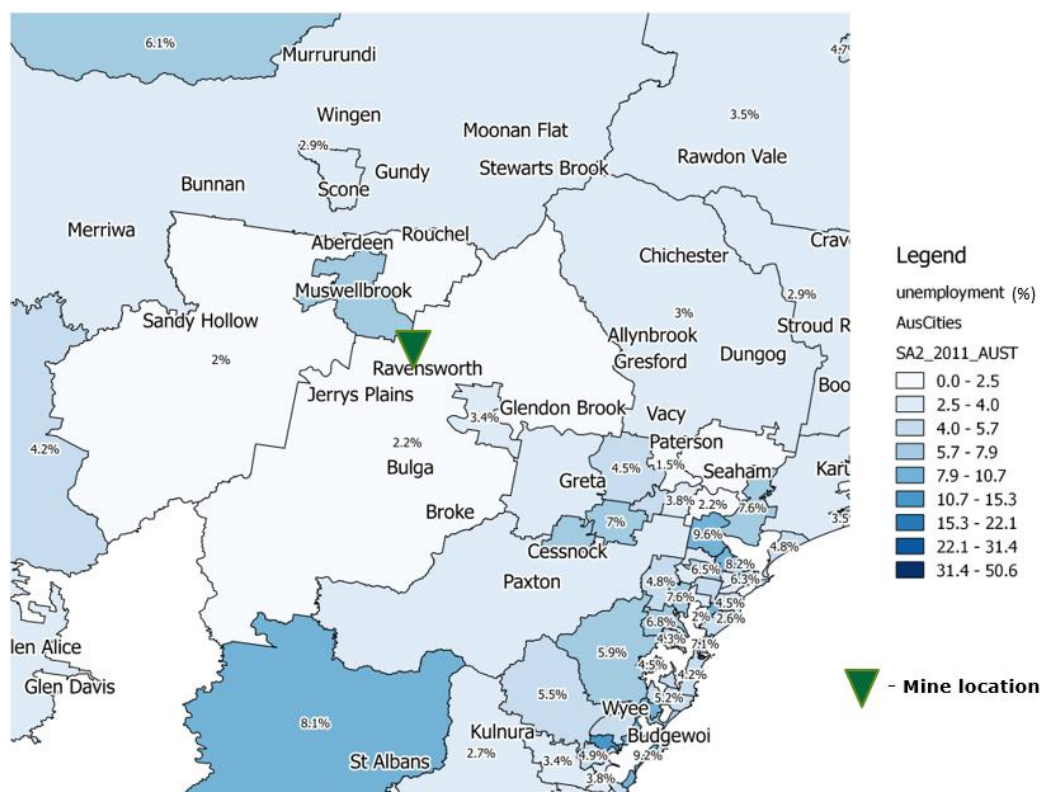 6.1%
Murrurundi
4.7%
Wingen
3.5%
Moonan Flat
2.9%
Rawdon Vale
Gundy
Stewarts Brook
Bunnan
Scone
Merriwa
Rouchel
Aberdeen
Crav
Chichester
Muswellbrook
2.9%
Sandy Hollow
3%
Stroud R
Allynbrook
2%
Dungog
Gresford
Ravensworth
Jerrys Plains
Boo
Glendon Brook
3.4%
Vacy
2.2%
Paterson
4.2%
Bulga
4.5%
1.5%
Seaham
Karu
Greta
3.8%
2.2%
7.6%
Broke
3.5%
7%
9.6%
Cessnock
4.8%
8.2%
6.5%
Paxton
4.8%
6.3%
7.6%
4.5%
2%
2.6%
6.8%
4.3%
7.1%
len Alice
5.9%
4.5%
4.2%
Glen Davis
5.5%
5.2%
Wyee
8.1%
Kulnura
Budgewoi
2.7%
4.9%
9.2%
St Albans
3.4%
3.8%
Legend
unemployment (%)
AusCities
SA2_2011_AUST
0.0 - 2.5
2.5 - 4.0
4.0 - 5.7
5.7 - 7.9
7.9 - 10.7
10.7 - 15.3
15.3 - 22.1
22.1 - 31.4
31.4 - 50.6
- Mine location